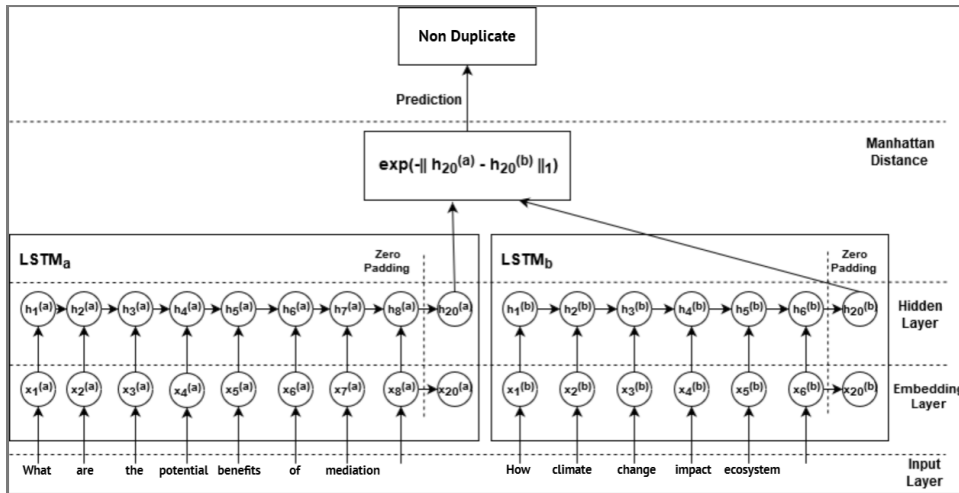 Non Duplicate
Prediction
Manhattan
Distance
exp(-|| h20(a) - h20(b) ||1)
LSTMa
Zero
Padding
LSTMb
Zero
Padding
h1(a) h2(a) h3(a) h4(a) h5(a) h6(a) h7(a) h8(a) h20(a) h1(b) h2(b) h3(b) h4(b) h5(b) h6(b) h20(b)
Hidden
Layer
x1(a) x2(a) x3(a) x4(a) x5(a) x6(a) x7(a) x8(a) x20(a) x1(b) x2(b) x3(b) x4(b) x5(b) x6(b) x20(b)
Embedding
Layer
What are the potential benefits of mediation How climate change impact ecosystem
Input
Layer